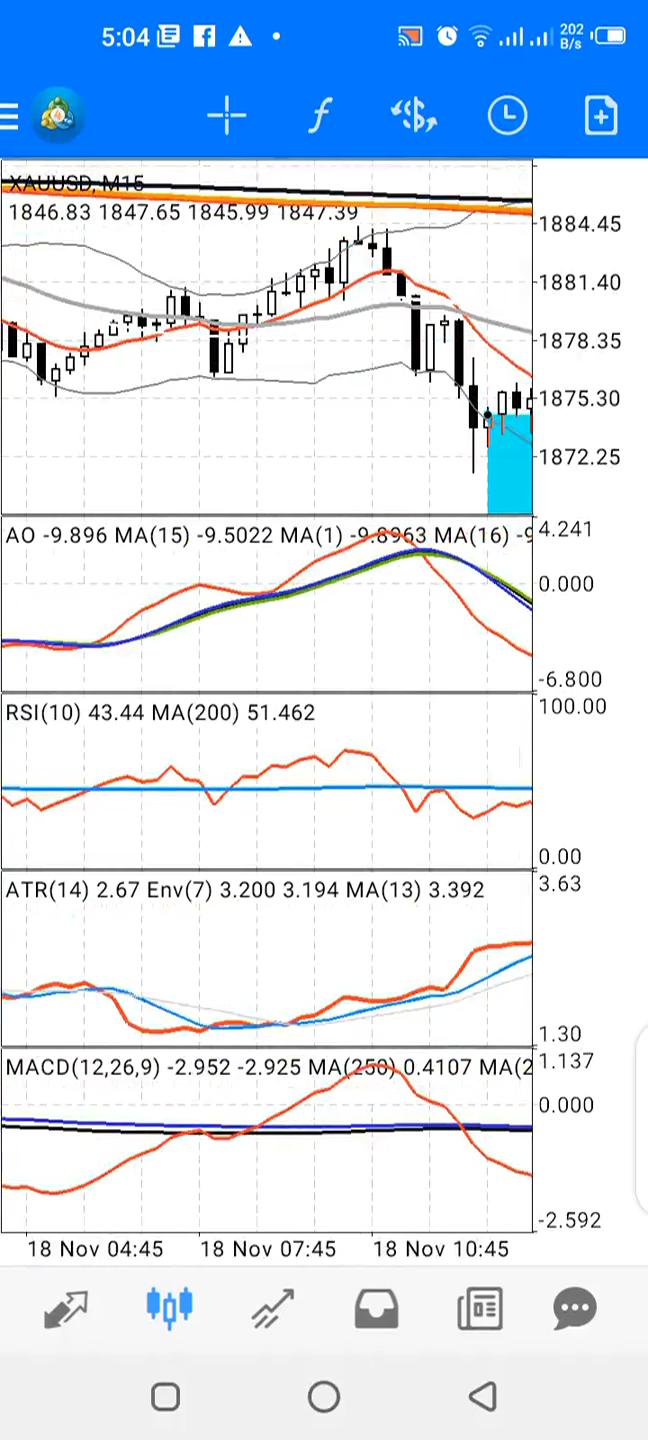 5:04 202 B/s
XAUUSD, M15
1846.83 1847.65 1845.99 1847.39
1884.45
1881.40
1878.35
1875.30
1872.25
AO -9.896 MA(15) -9.5022 MA(1) -9.8963 MA(16) -9
4.241
0.000
-6.800
RSI(10) 43.44 MA(200) 51.462
100.00
0.00
ATR(14) 2.67 Env(7) 3.200 3.194 MA(13) 3.392
3.63
1.30
MACD(12,26,9) -2.952 -2.925 MA(250) 0.4107 MA(2
1.137
0.000
-2.592
18 Nov 04:45 18 Nov 07:45 18 Nov 10:45